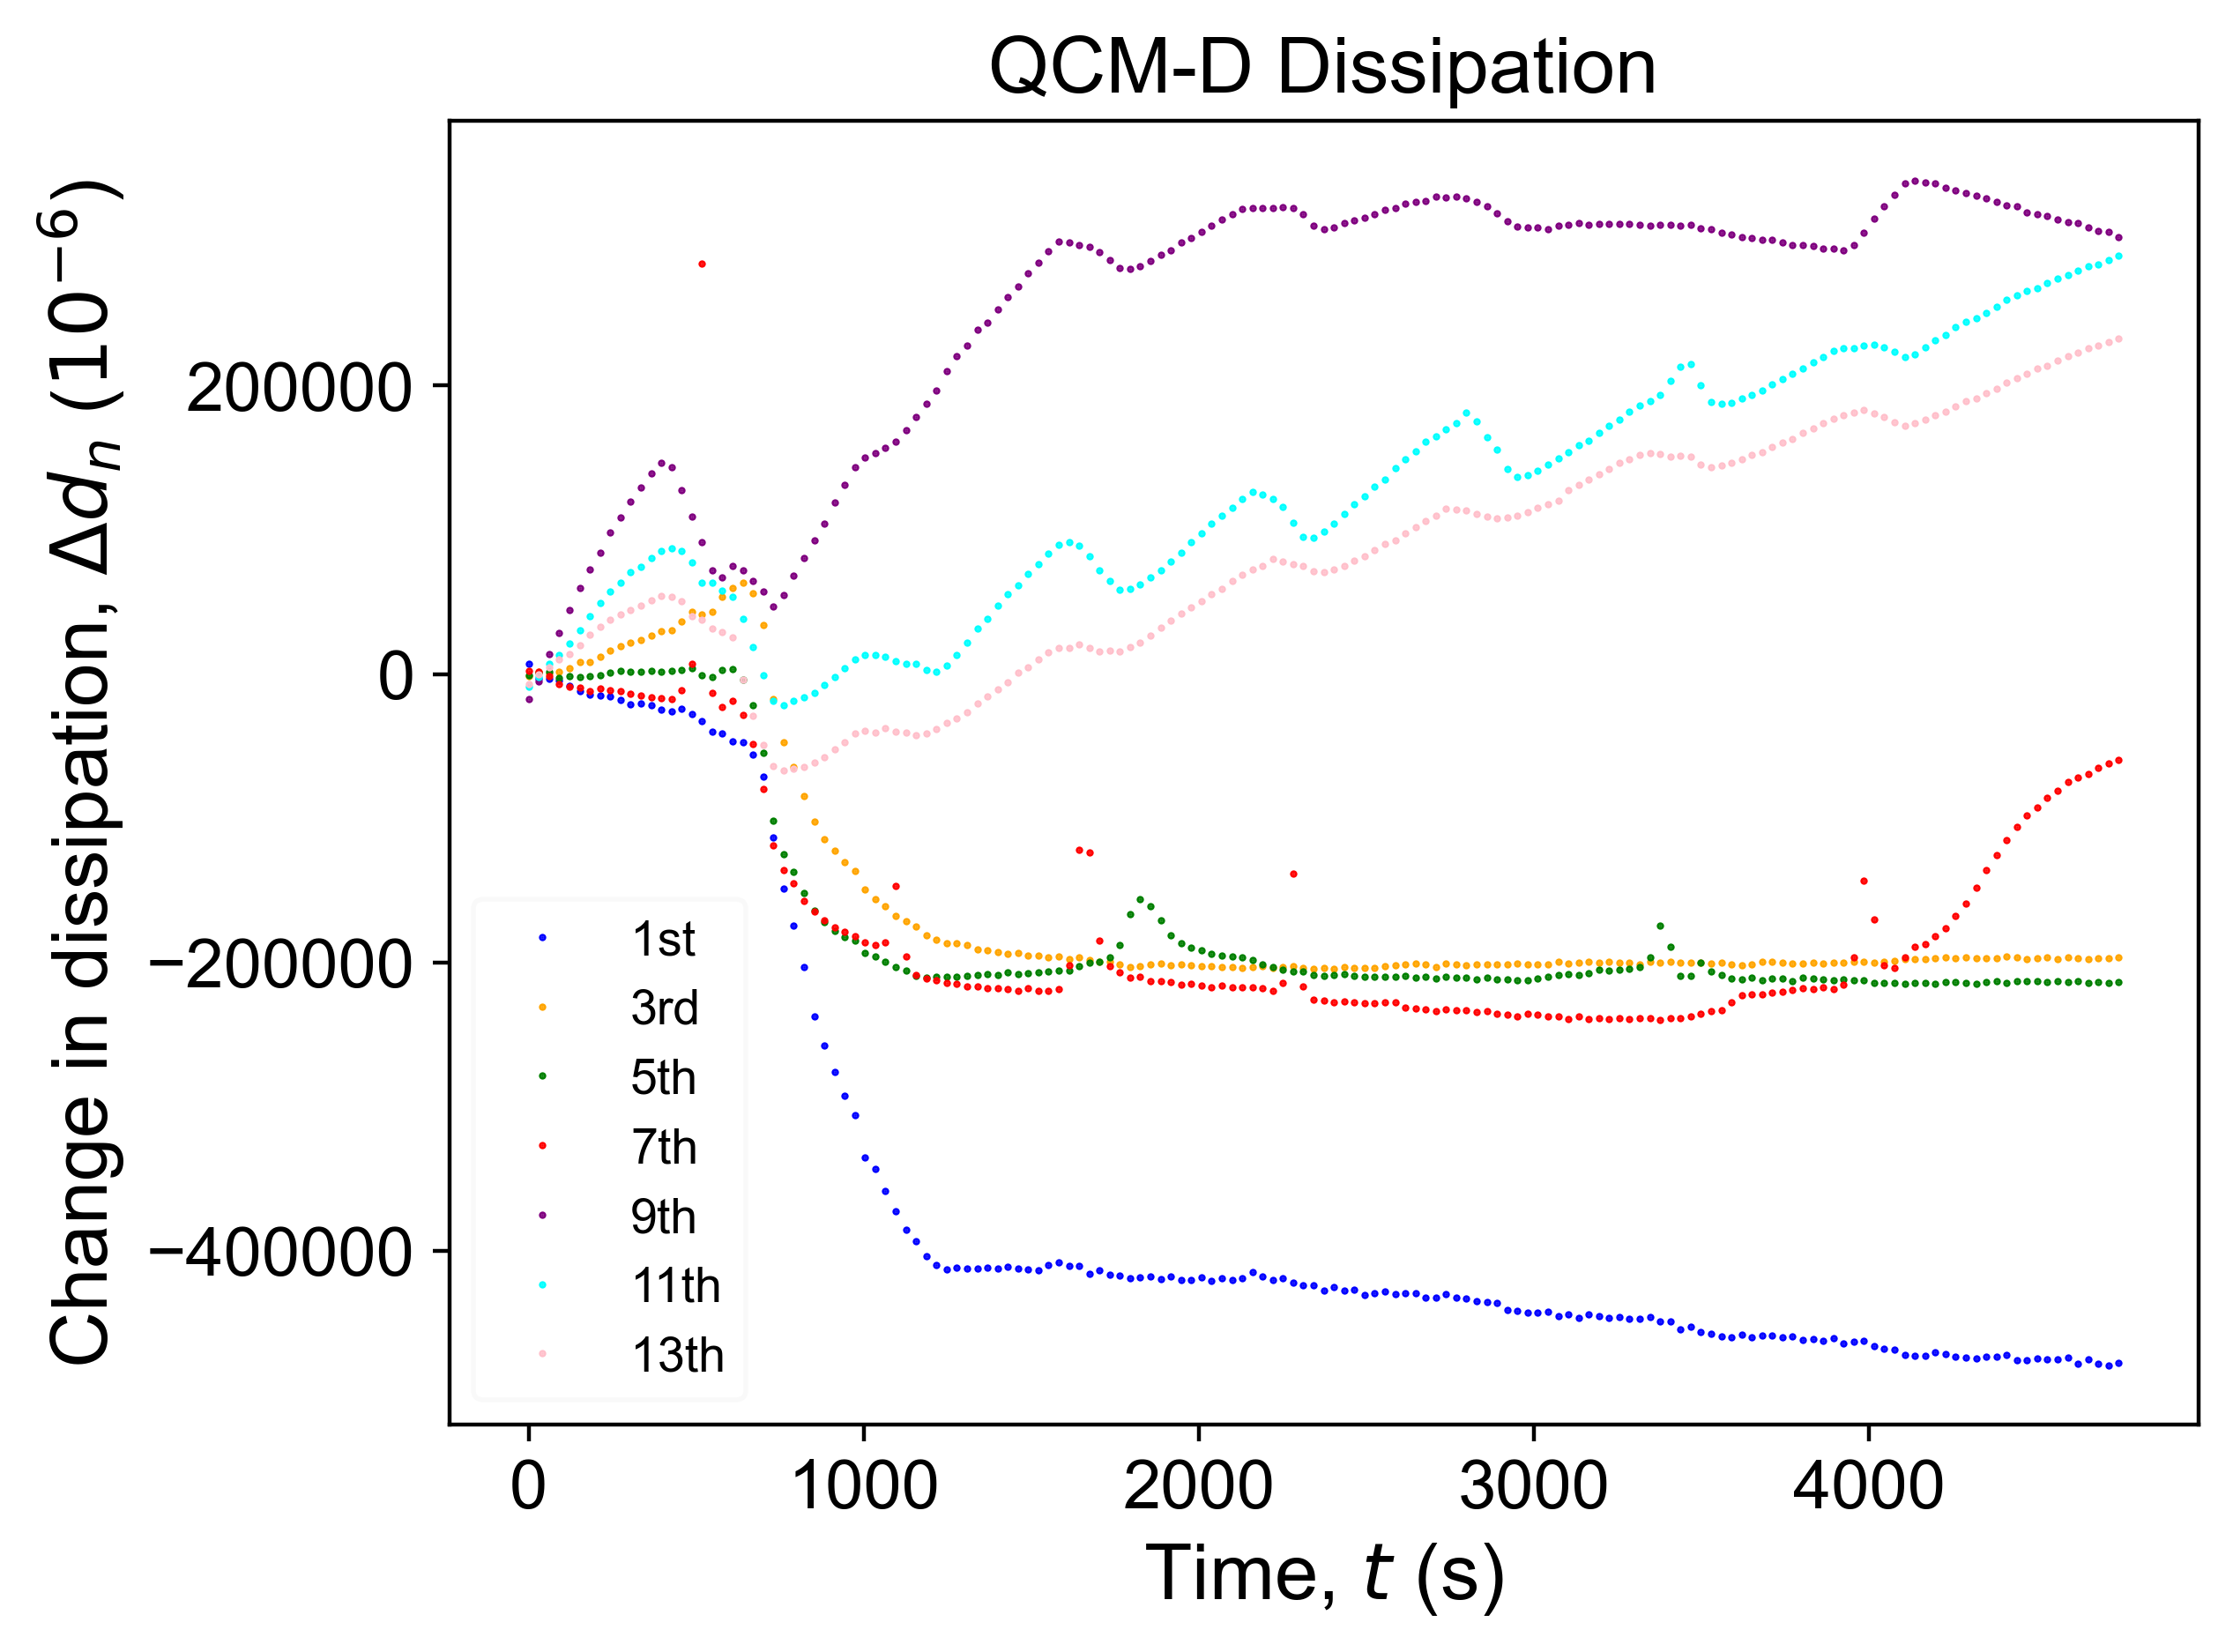 QCM-D Dissipation
Change in dissipation, Δdₙ (10⁻⁶)
200000
0
−200000
−400000
1st
3rd
5th
7th
9th
11th
13th
0 1000 2000 3000 4000
Time, t (s)